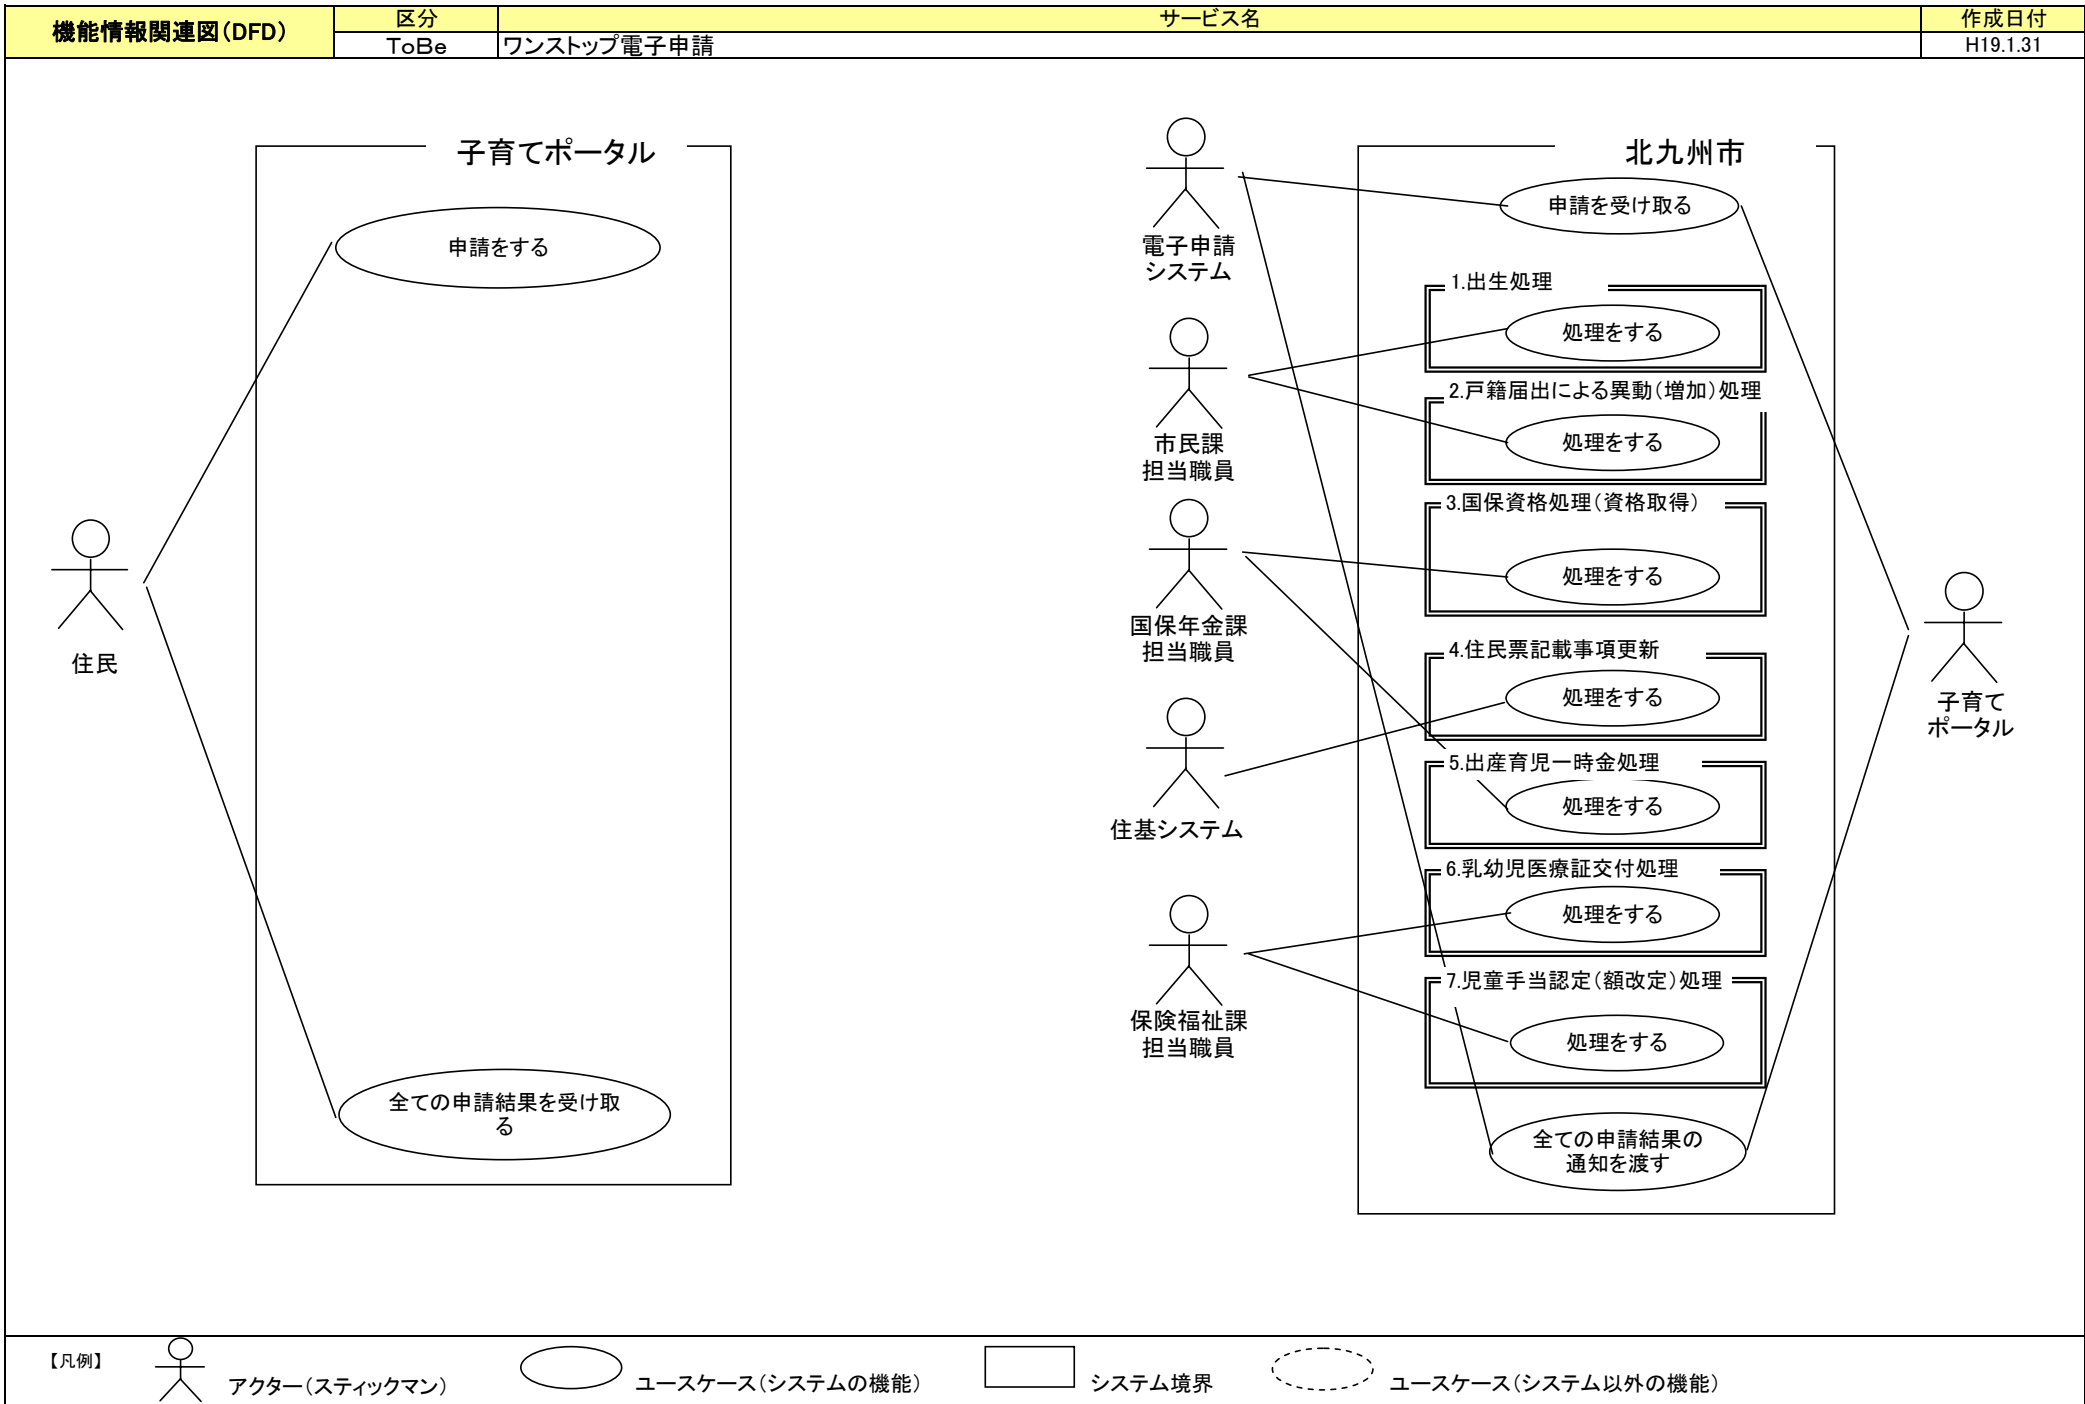 機能情報関連図(DFD)
区分
サービス名
作成日付
ToBe
ワンストップ電子申請
H19.1.31
子育てポータル
申請をする
全ての申請結果を受け取
る
住民
電子申請
システム
市民課
担当職員
国保年金課
担当職員
住基システム
保険福祉課
担当職員
北九州市
申請を受け取る
1.出生処理
処理をする
2.戸籍届出による異動(増加)処理
処理をする
3.国保資格処理(資格取得)
処理をする
4.住民票記載事項更新
処理をする
5.出産育児一時金処理
処理をする
6.乳幼児医療証交付処理
処理をする
7.児童手当認定(額改定)処理
処理をする
全ての申請結果の
通知を渡す
子育て
ポータル
【凡例】
アクター(スティックマン)
ユースケース(システムの機能)
システム境界
ユースケース(システム以外の機能)